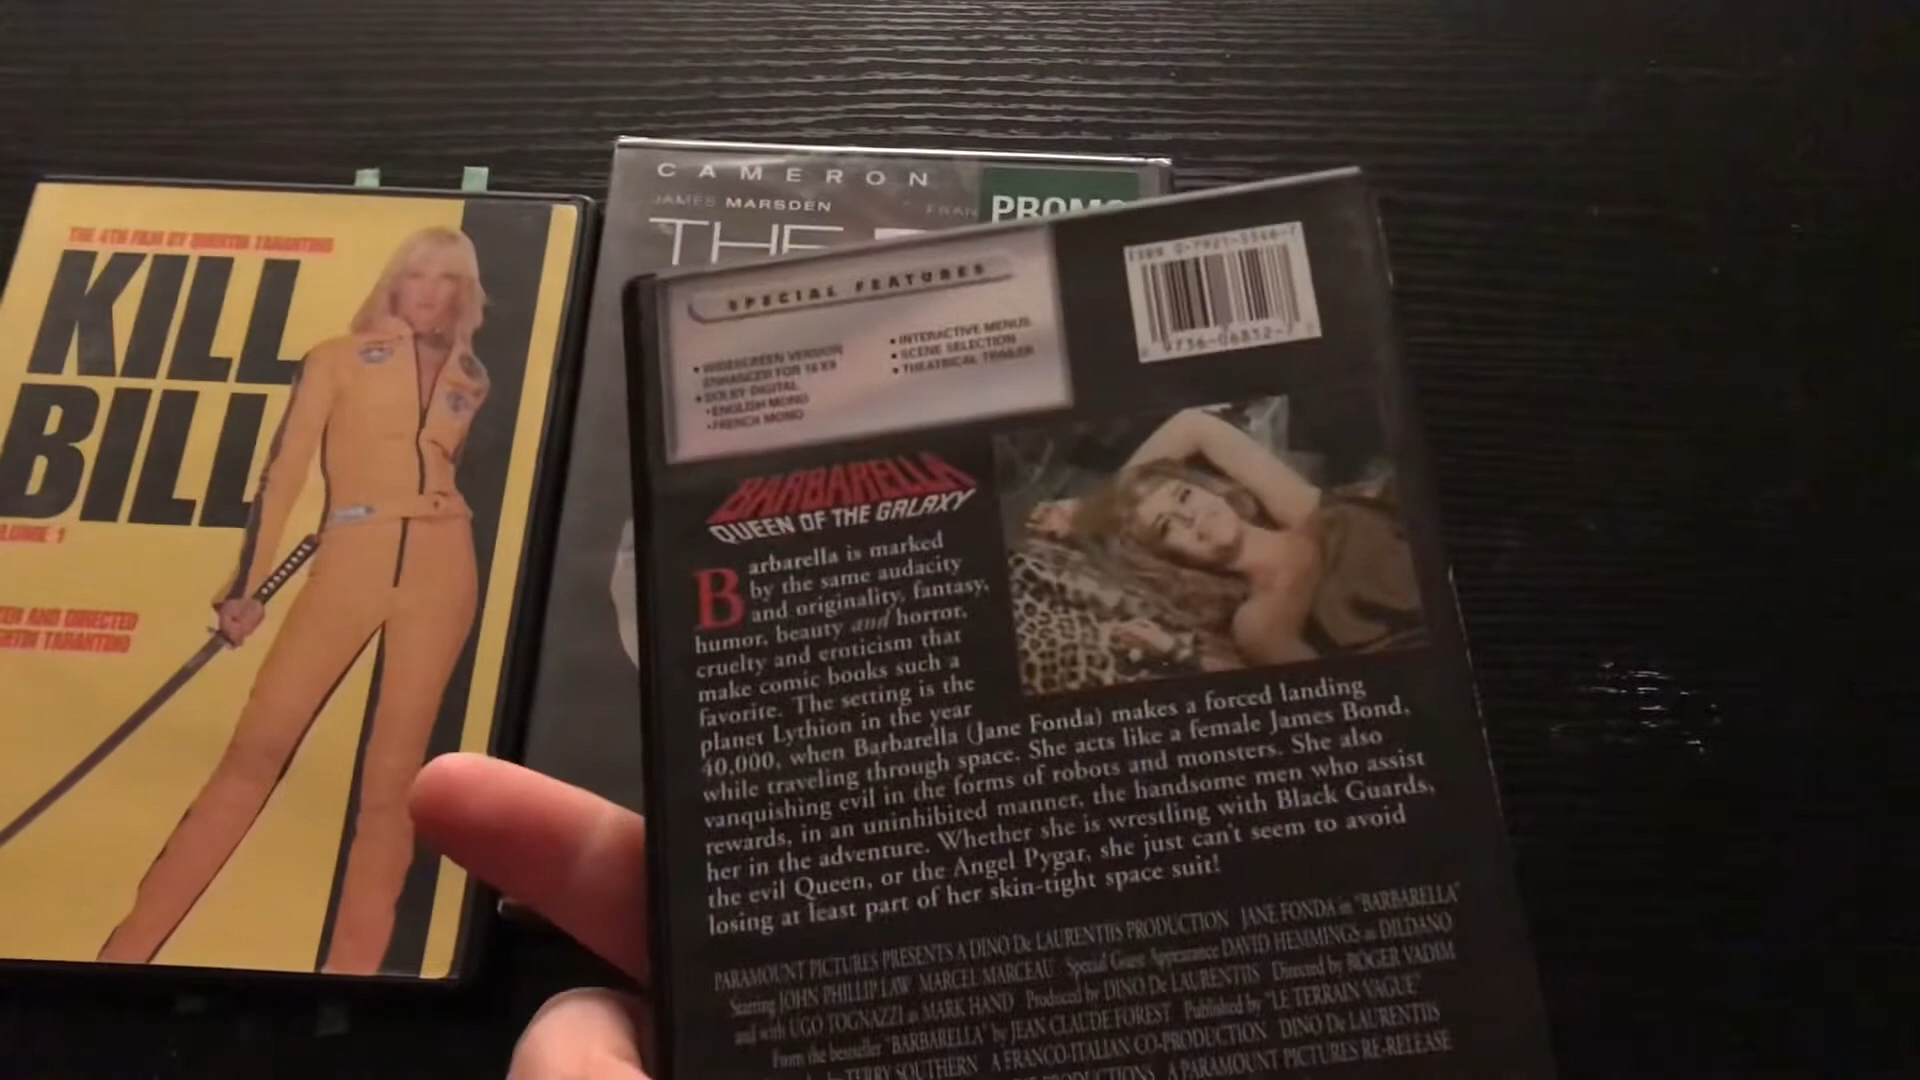 THE 4TH FILM BY QUENTIN TARANTINO
KILL
BILL
CAMERON
JAMES MARSDEN
THE
SPECIAL FEATURES
• WIDESCREEN VERSION
ENHANCED FOR 16X9
• DOLBY DIGITAL
• ENGLISH MONO
• FRENCH MONO
• INTERACTIVE MENUS
• SCENE SELECTION
• THEATRICAL TRAILER
BARBARELLA
QUEEN OF THE GALAXY
Barbarella is marked
by the same audacity
and originality, fantasy,
humor, beauty and horror,
cruelty and eroticism that
make comic books such a
favorite. The setting is the
planet Lythion in the year
40,000, when Barbarella (Jane Fonda) makes a forced landing
while traveling through space. She acts like a female James Bond,
vanquishing evil in the forms of robots and monsters. She also
rewards, in an uninhibited manner, the handsome men who assist
her in the adventure. Whether she is wrestling with Black Guards,
the evil Queen, or the Angel Pygar, she just can't seem to avoid
losing at least part of her skin-tight space suit!
PARAMOUNT PICTURES PRESENTS A DINO De LAURENTIIS PRODUCTION JANE FONDA in "BARBARELLA"
Starring JOHN PHILLIP LAW MARCEL MARCEAU Special Guest Appearance DAVID HEMMINGS as DILDANO
and with UGO TOGNAZZI as MARK HAND Produced by DINO De LAURENTIIS Directed by ROGER VADIM
From the bestseller "BARBARELLA" by JEAN CLAUDE FOREST Published by "LE TERRAIN VAGUE"
TERRY SOUTHERN A FRANCO-ITALIAN CO-PRODUCTION DINO De LAURENTIIS
PRODUCTIONS A PARAMOUNT PICTURES RE-RELEASE